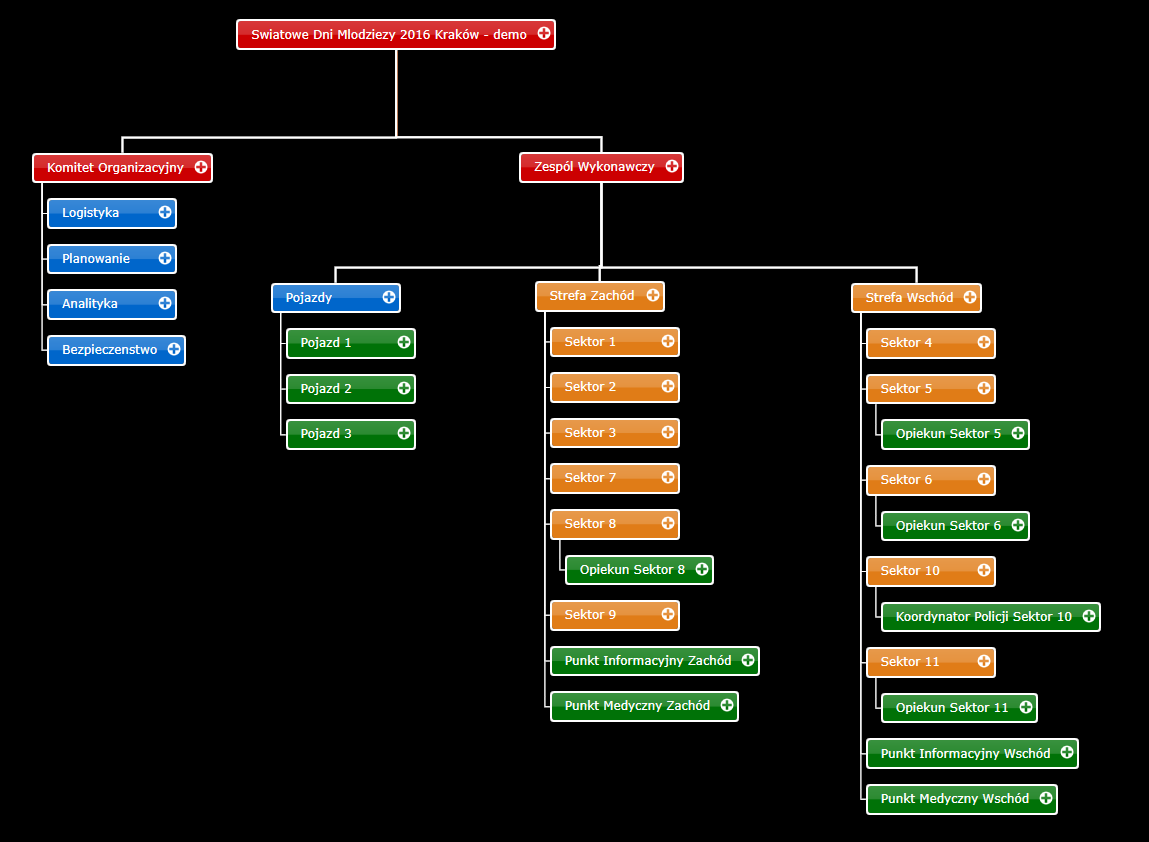 Swiatowe Dni Mlodziezy 2016 Kraków - demo
Komitet Organizacyjny
Logistyka
Planowanie
Analityka
Bezpieczenstwo
Zespól Wykonawczy
Pojazdy
Pojazd 1
Pojazd 2
Pojazd 3
Strefa Zachód
Sektor 1
Sektor 2
Sektor 3
Sektor 7
Sektor 8
Opiekun Sektor 8
Sektor 9
Punkt Informacyjny Zachód
Punkt Medyczny Zachód
Strefa Wschód
Sektor 4
Sektor 5
Opiekun Sektor 5
Sektor 6
Opiekun Sektor 6
Sektor 10
Koordynator Policji Sektor 10
Sektor 11
Opiekun Sektor 11
Punkt Informacyjny Wschód
Punkt Medyczny Wschód